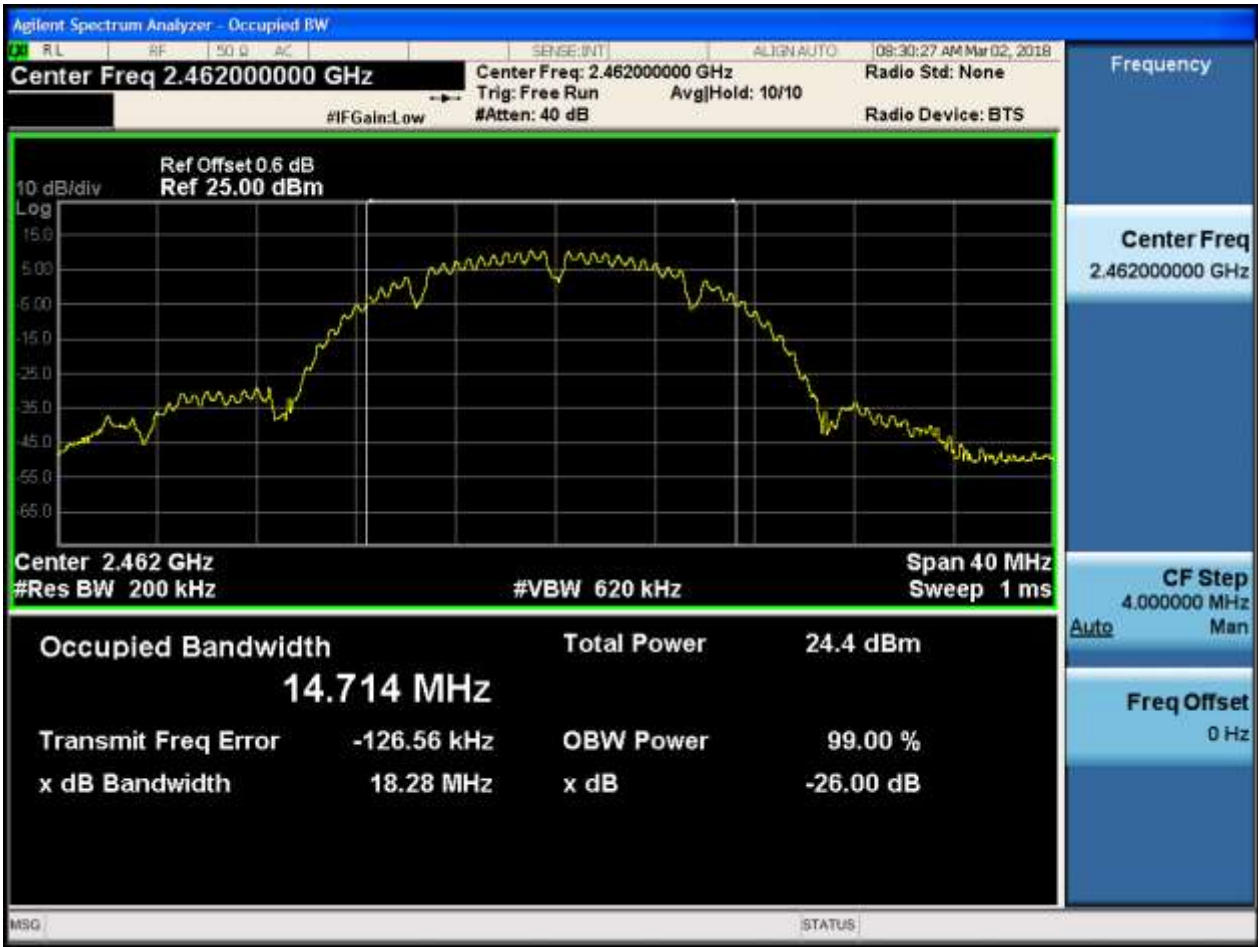 Agilent Spectrum Analyzer - Occupied BW
RL RF 50 Ω AC SENSE:INT ALIGN AUTO 08:30:27 AM Mar 02, 2018
Center Freq 2.462000000 GHz
Center Freq: 2.462000000 GHz Radio Std: None
Trig: Free Run Avg|Hold: 10/10
#IFGain:Low #Atten: 40 dB Radio Device: BTS
Ref Offset 0.6 dB
10 dB/div Ref 25.00 dBm
Log
15.0
5.00
-5.00
-15.0
-25.0
-35.0
-45.0
-55.0
-65.0
Center 2.462 GHz Span 40 MHz
#Res BW 200 kHz #VBW 620 kHz Sweep 1 ms
Occupied Bandwidth Total Power 24.4 dBm
14.714 MHz
Transmit Freq Error -126.56 kHz OBW Power 99.00 %
x dB Bandwidth 18.28 MHz x dB -26.00 dB
MSG STATUS
Frequency
Center Freq
2.462000000 GHz
CF Step
4.000000 MHz
Auto Man
Freq Offset
0 Hz